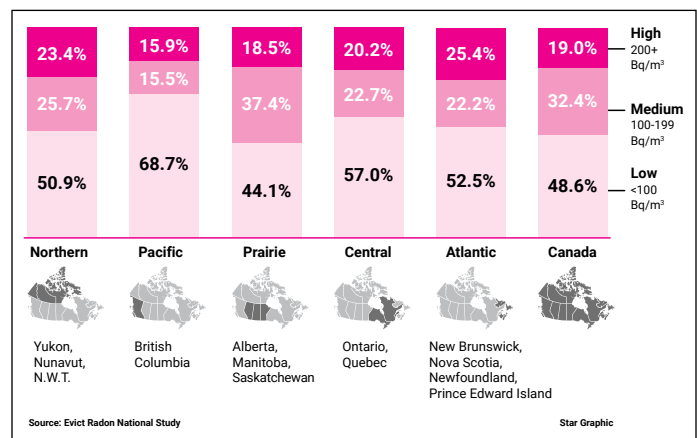 23.4%
15.9%
18.5%
20.2%
25.4%
19.0%
High
200+
Bq/m³
25.7%
15.5%
37.4%
22.7%
22.2%
32.4%
Medium
100-199
Bq/m³
50.9%
68.7%
44.1%
57.0%
52.5%
48.6%
Low
<100
Bq/m³
Northern
Pacific
Prairie
Central
Atlantic
Canada
Yukon,
Nunavut,
N.W.T.
British
Columbia
Alberta,
Manitoba,
Saskatchewan
Ontario,
Quebec
New Brunswick,
Nova Scotia,
Newfoundland,
Prince Edward Island
Source: Evict Radon National Study
Star Graphic